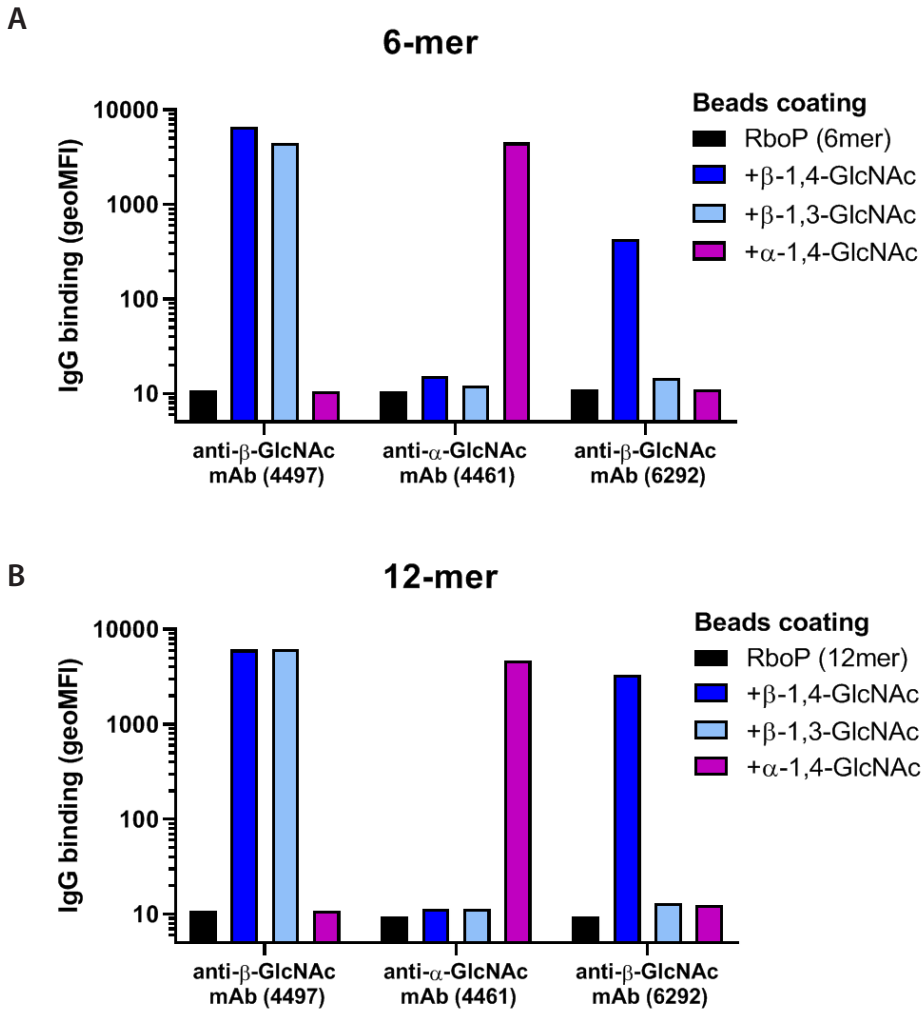 A
6-mer
10000
1000
100
10
IgG binding (geoMFI)
anti-β-GlcNAc
mAb (4497)
anti-α-GlcNAc
mAb (4461)
anti-β-GlcNAc
mAb (6292)
Beads coating
RboP (6mer)
+β-1,4-GlcNAc
+β-1,3-GlcNAc
+α-1,4-GlcNAc
B
12-mer
10000
1000
100
10
IgG binding (geoMFI)
anti-β-GlcNAc
mAb (4497)
anti-α-GlcNAc
mAb (4461)
anti-β-GlcNAc
mAb (6292)
Beads coating
RboP (12mer)
+β-1,4-GlcNAc
+β-1,3-GlcNAc
+α-1,4-GlcNAc